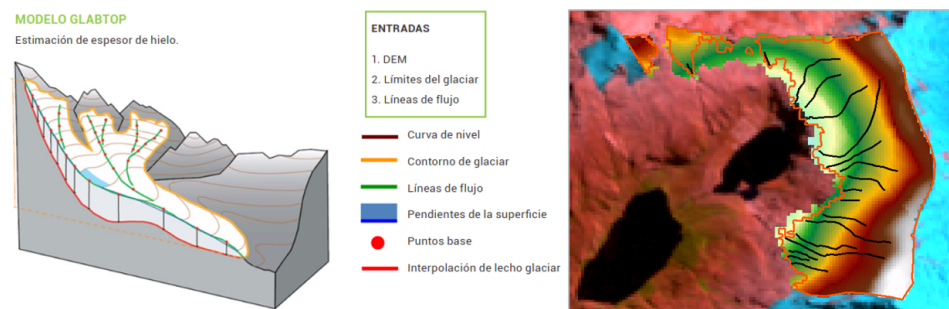 MODELO GLABTOP
Estimación de espesor de hielo.
ENTRADAS
1. DEM
2. Límites del glaciar
3. Líneas de flujo
Curva de nivel
Contorno de glaciar
Líneas de flujo
Pendientes de la superficie
Puntos base
Interpolación de lecho glaciar